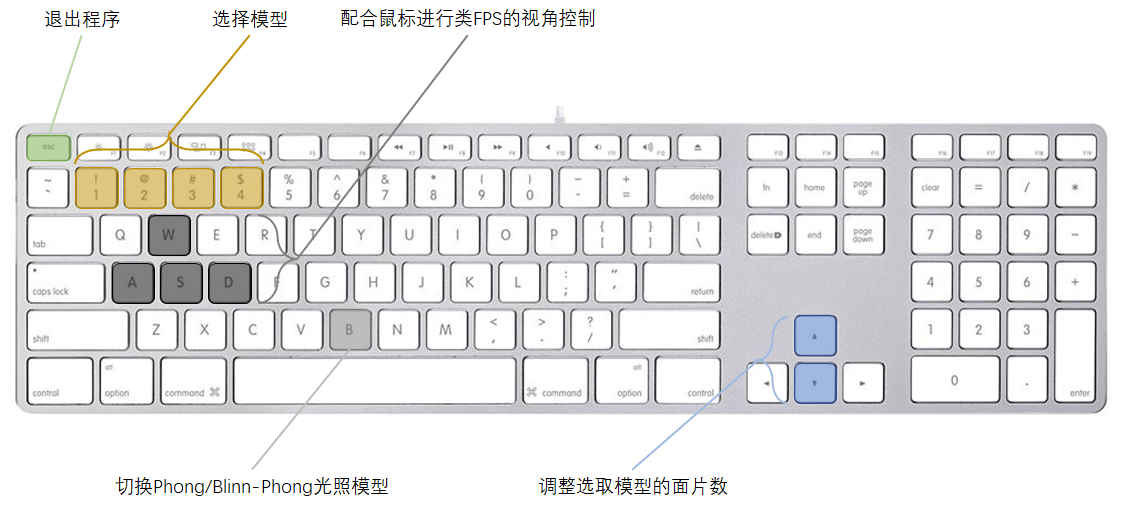 退出程序
选择模型
配合鼠标进行类FPS的视角控制
esc F1 F2 F3 F4 F5 F6 F7 F8 F9 F10 F11 F12 F13 F14 F15 F16 F17 F18 F19
~ ` ! 1 @ 2 # 3 $ 4 % 5 ^ 6 & 7 * 8 ( 9 ) 0 _ - + = delete fn home page up clear = / *
tab Q W E R T Y U I O P { [ } ] | \ delete end page down 7 8 9 −
caps lock A S D F G H J K L : ; " ' return 4 5 6 +
shift Z X C V B N M < , > . ? / shift 1 2 3
control alt option command ⌘ ⌘ command alt option control 0 . enter
切换Phong/Blinn-Phong光照模型
调整选取模型的面片数